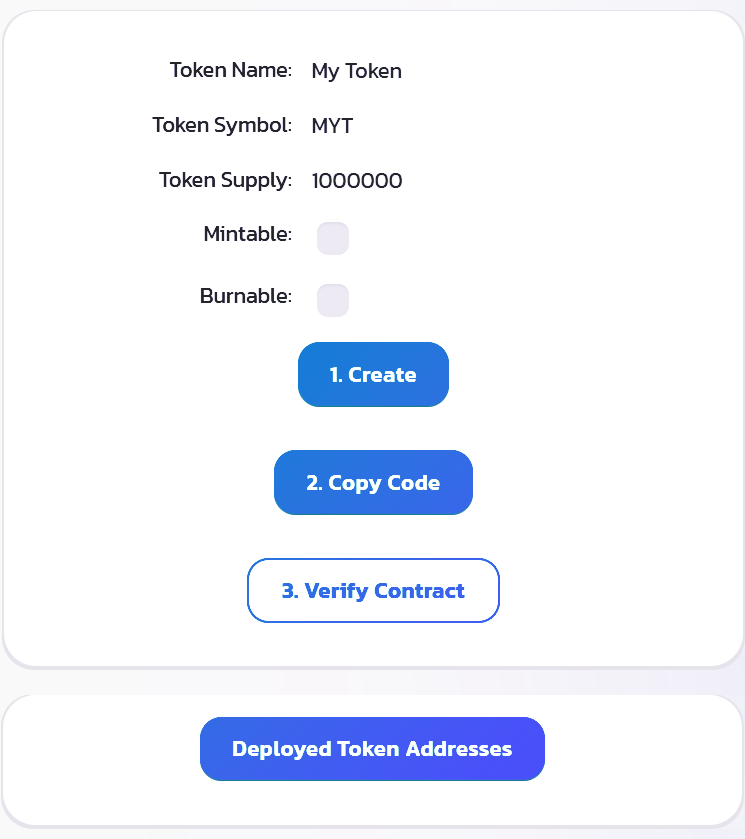 Token Name: My Token
Token Symbol: MYT
Token Supply: 1000000
Mintable:
Burnable:
1. Create
2. Copy Code
3. Verify Contract
Deployed Token Addresses